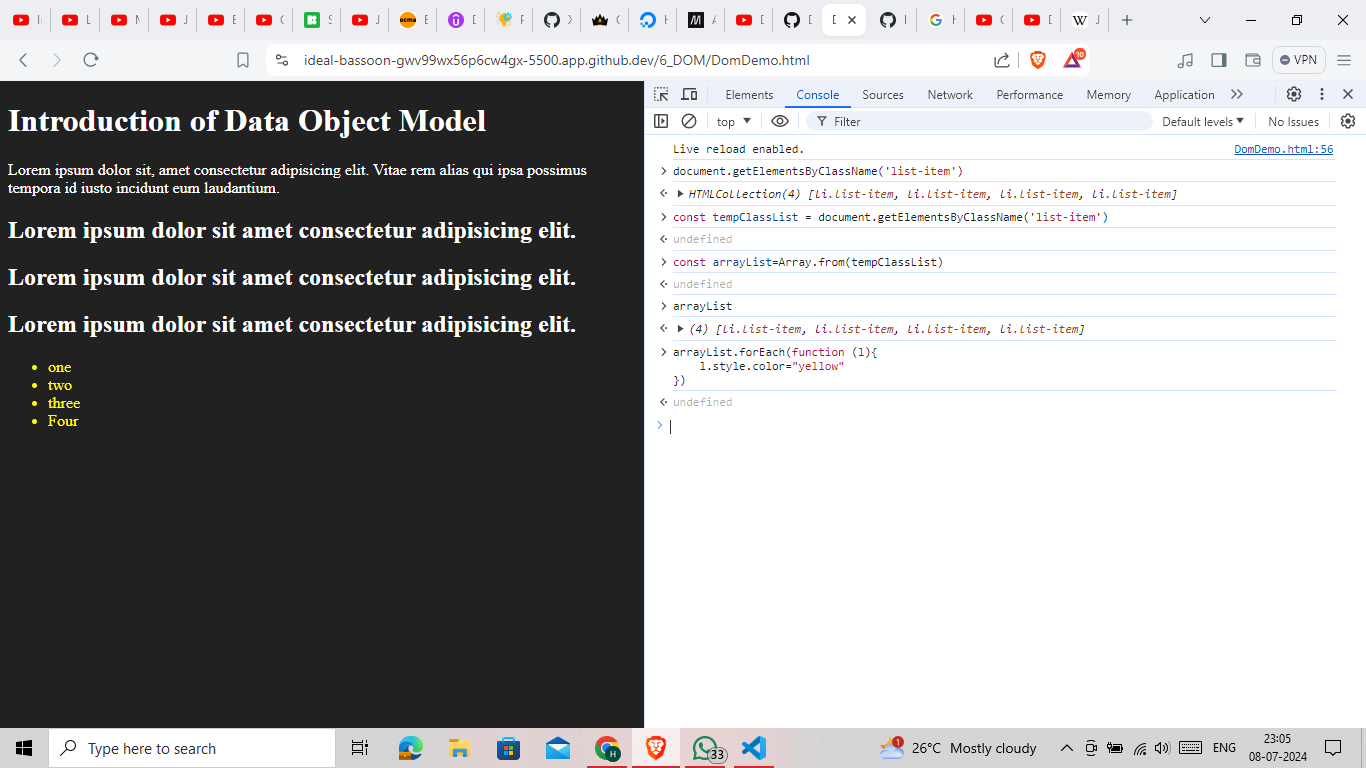 ideal-bassoon-gwv99wx56p6cw4gx-5500.app.github.dev/6_DOM/DomDemo.html
10
VPN
Introduction of Data Object Model
Lorem ipsum dolor sit, amet consectetur adipisicing elit. Vitae rem alias qui ipsa possimus
tempora id iusto incidunt eum laudantium.
Lorem ipsum dolor sit amet consectetur adipisicing elit.
Lorem ipsum dolor sit amet consectetur adipisicing elit.
Lorem ipsum dolor sit amet consectetur adipisicing elit.
one
two
three
Four
Elements Console Sources Network Performance Memory Application
top Filter Default levels No Issues
Live reload enabled. DomDemo.html:56
document.getElementsByClassName('list-item')
HTMLCollection(4) [li.list-item, li.list-item, li.list-item, li.list-item]
const tempClassList = document.getElementsByClassName('list-item')
undefined
const arrayList=Array.from(tempClassList)
undefined
arrayList
(4) [li.list-item, li.list-item, li.list-item, li.list-item]
arrayList.forEach(function (l){
l.style.color="yellow"
})
undefined
Type here to search
33
1
26°C Mostly cloudy
ENG
23:05
08-07-2024